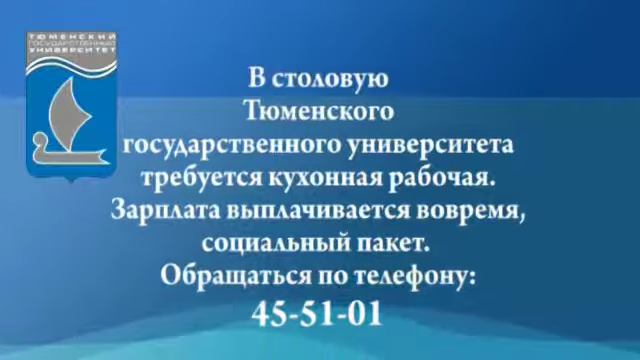 ТЮМЕНСКИЙ
ГОСУДАРСТВЕННЫЙ
УНИВЕРСИТЕТ
В столовую
Тюменского
государственного университета
требуется кухонная рабочая.
Зарплата выплачивается вовремя,
социальный пакет.
Обращаться по телефону:
45-51-01